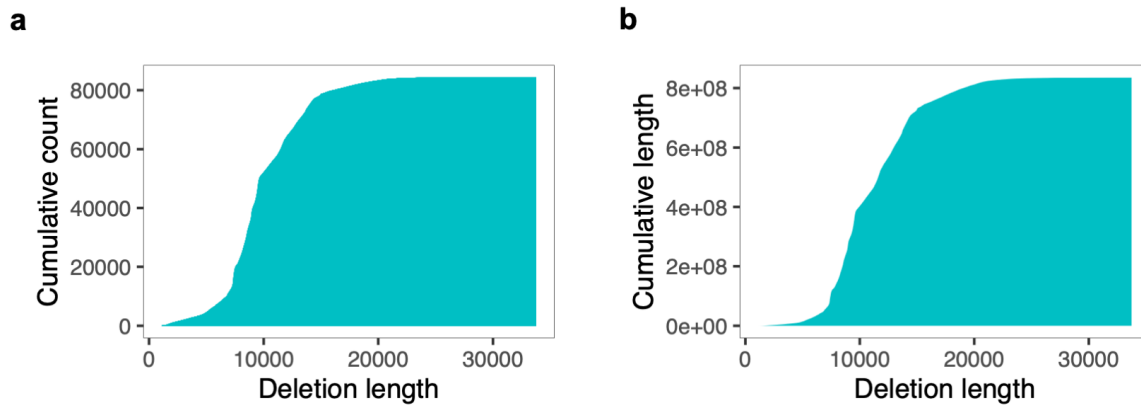 a
Cumulative count
80000
60000
40000
20000
0
0 10000 20000 30000
Deletion length
b
Cumulative length
8e+08
6e+08
4e+08
2e+08
0e+00
0 10000 20000 30000
Deletion length